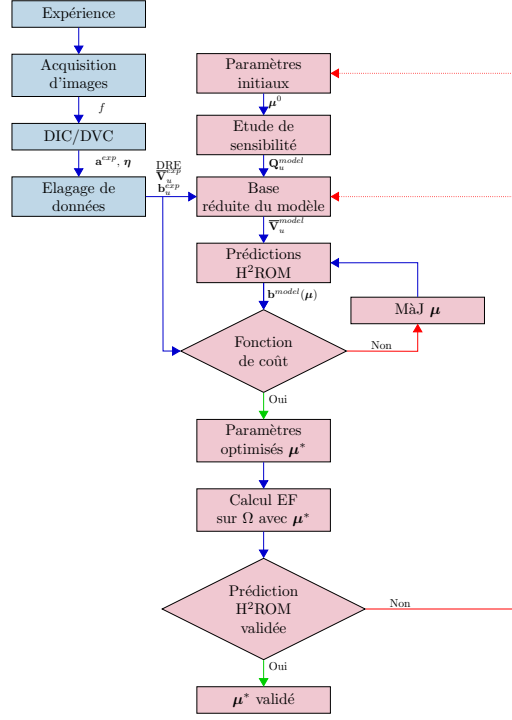 Expérience
Acquisition
d'images
f
DIC/DVC
a^{exp}, η
Elagage de
données
DRE
V̅_u^{exp}
b_u^{exp}
Paramètres
initiaux
μ^0
Etude de
sensibilité
Q_u^{model}
Base
réduite du modèle
V̅_u^{model}
Prédictions
H²ROM
b^{model}(μ)
MàJ μ
Fonction
de coût
Non
Oui
Paramètres
optimisés μ*
Calcul EF
sur Ω avec μ*
Prédiction
H²ROM
validée
Non
Oui
μ* validé